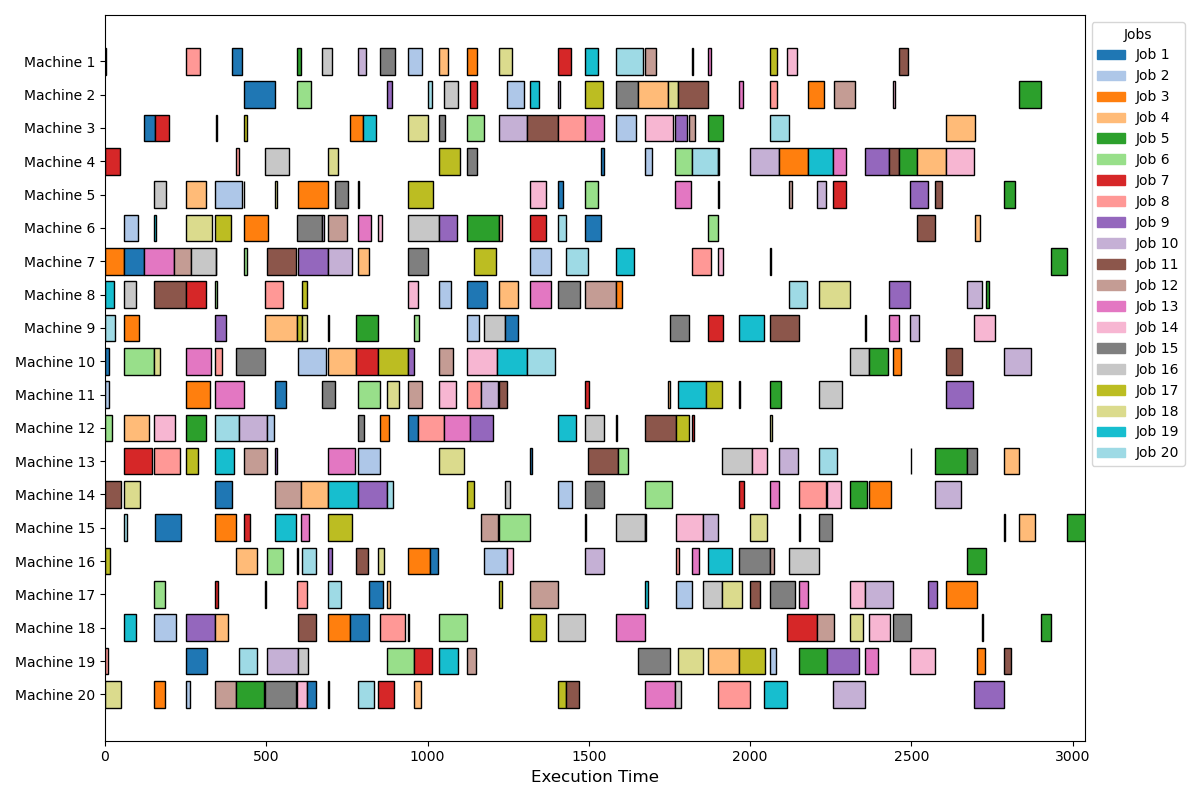 Machine 1
Machine 2
Machine 3
Machine 4
Machine 5
Machine 6
Machine 7
Machine 8
Machine 9
Machine 10
Machine 11
Machine 12
Machine 13
Machine 14
Machine 15
Machine 16
Machine 17
Machine 18
Machine 19
Machine 20
0 500 1000 1500 2000 2500 3000
Execution Time
Jobs
Job 1
Job 2
Job 3
Job 4
Job 5
Job 6
Job 7
Job 8
Job 9
Job 10
Job 11
Job 12
Job 13
Job 14
Job 15
Job 16
Job 17
Job 18
Job 19
Job 20